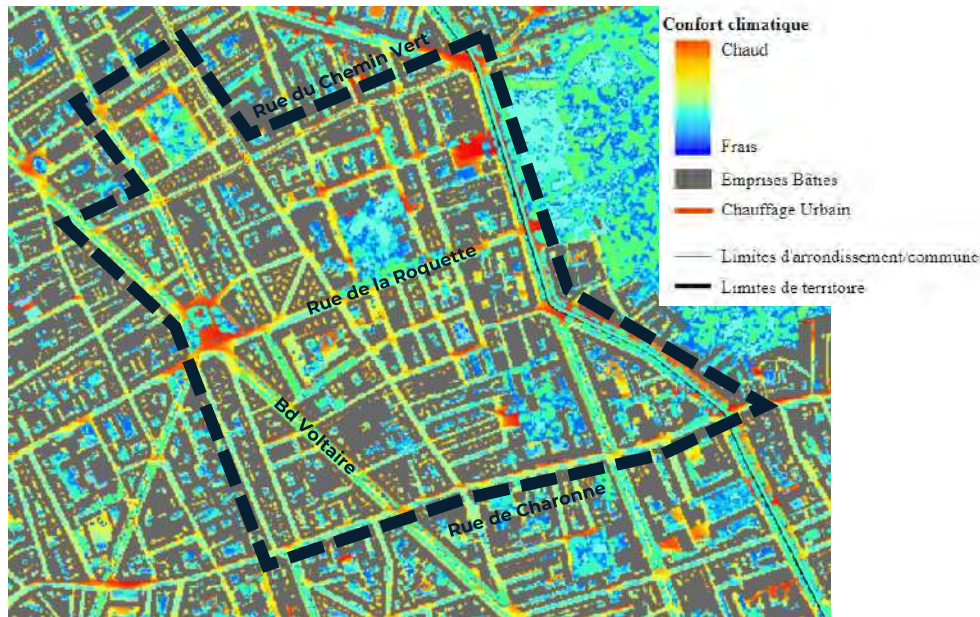 Confort climatique
Chaud
Frais
Emprises Bâties
Chauffage Urbain
Limites d'arrondissement/commune
Limites de territoire
Rue du Chemin Vert
Rue de la Roquette
Bd Voltaire
Rue de Charonne